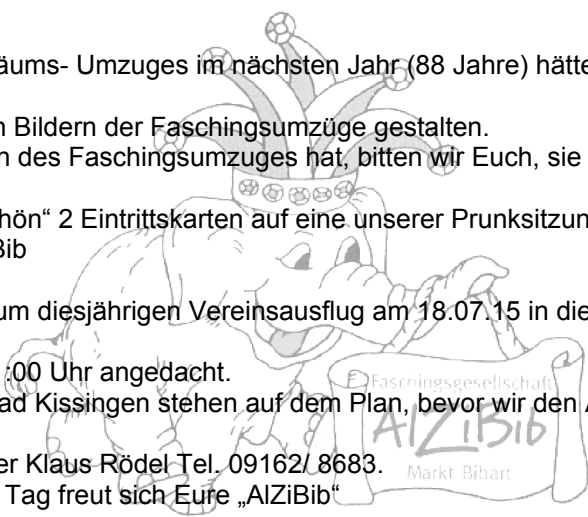 äums- Umzuges im nächsten Jahr (88 Jahre) hätte
n Bildern der Faschingsumzüge gestalten.
n des Faschingsumzuges hat, bitten wir Euch, sie
hön“ 2 Eintrittskarten auf eine unserer Prunksitzun
Bib
um diesjährigen Vereinsausflug am 18.07.15 in die
:00 Uhr angedacht.
Faschingsgesellschaft
ad Kissingen stehen auf dem Plan, bevor wir den A
AlZiBib
er Klaus Rödel Tel. 09162/ 8683.
Markt Bibart
Tag freut sich Eure „AlZiBib“